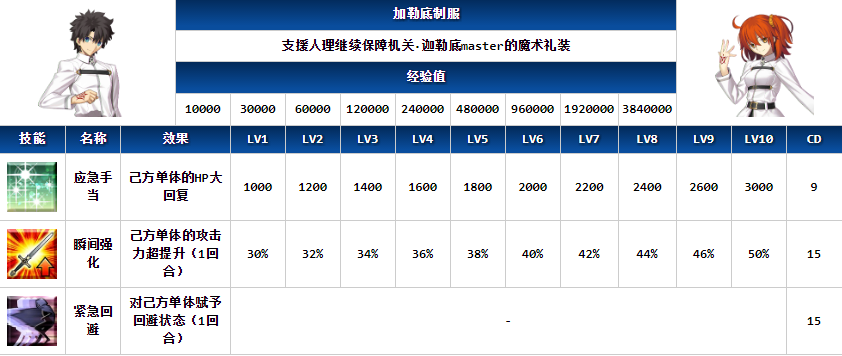 加勒底制服
支援人理继续保障机关·迦勒底master的魔术礼装
经验值
10000 30000 60000 120000 240000 480000 960000 1920000 3840000
技能 名称 效果 LV1 LV2 LV3 LV4 LV5 LV6 LV7 LV8 LV9 LV10 CD
应急手
当
己方单体的HP大
回复
1000 1200 1400 1600 1800 2000 2200 2400 2600 3000 9
瞬间强
化
己方单体的攻击
力超提升（1回
合）
30% 32% 34% 36% 38% 40% 42% 44% 46% 50% 15
紧急回
避
对己方单体赋予
回避状态（1回
合）
- 15